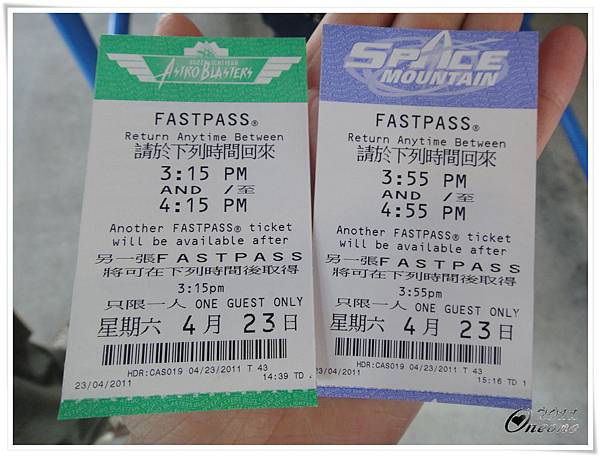 BUZZ LIGHTYEAR
ASTRO BLASTERS
FASTPASS®
Return Anytime Between
請於下列時間回來
3:15 PM
AND /至
4:15 PM
Another FASTPASS® ticket
will be available after
另一張FASTPASS
將可在下列時間後取得
3:15pm
只限一人 ONE GUEST ONLY
星期六 4月 23日
HDR:CAS019 04/23/2011 T 43
23/04/2011 14:39 TD
SPACE
MOUNTAIN
FASTPASS®
Return Anytime Between
請於下列時間回來
3:55 PM
AND /至
4:55 PM
Another FASTPASS® ticket
will be available after
另一張FASTPASS
將可在下列時間後取得
3:55pm
只限一人 ONE GUEST ONLY
星期六 4月 23日
HDR:CAS019 04/23/2011 T 43
23/04/2011 15:16 TD 1